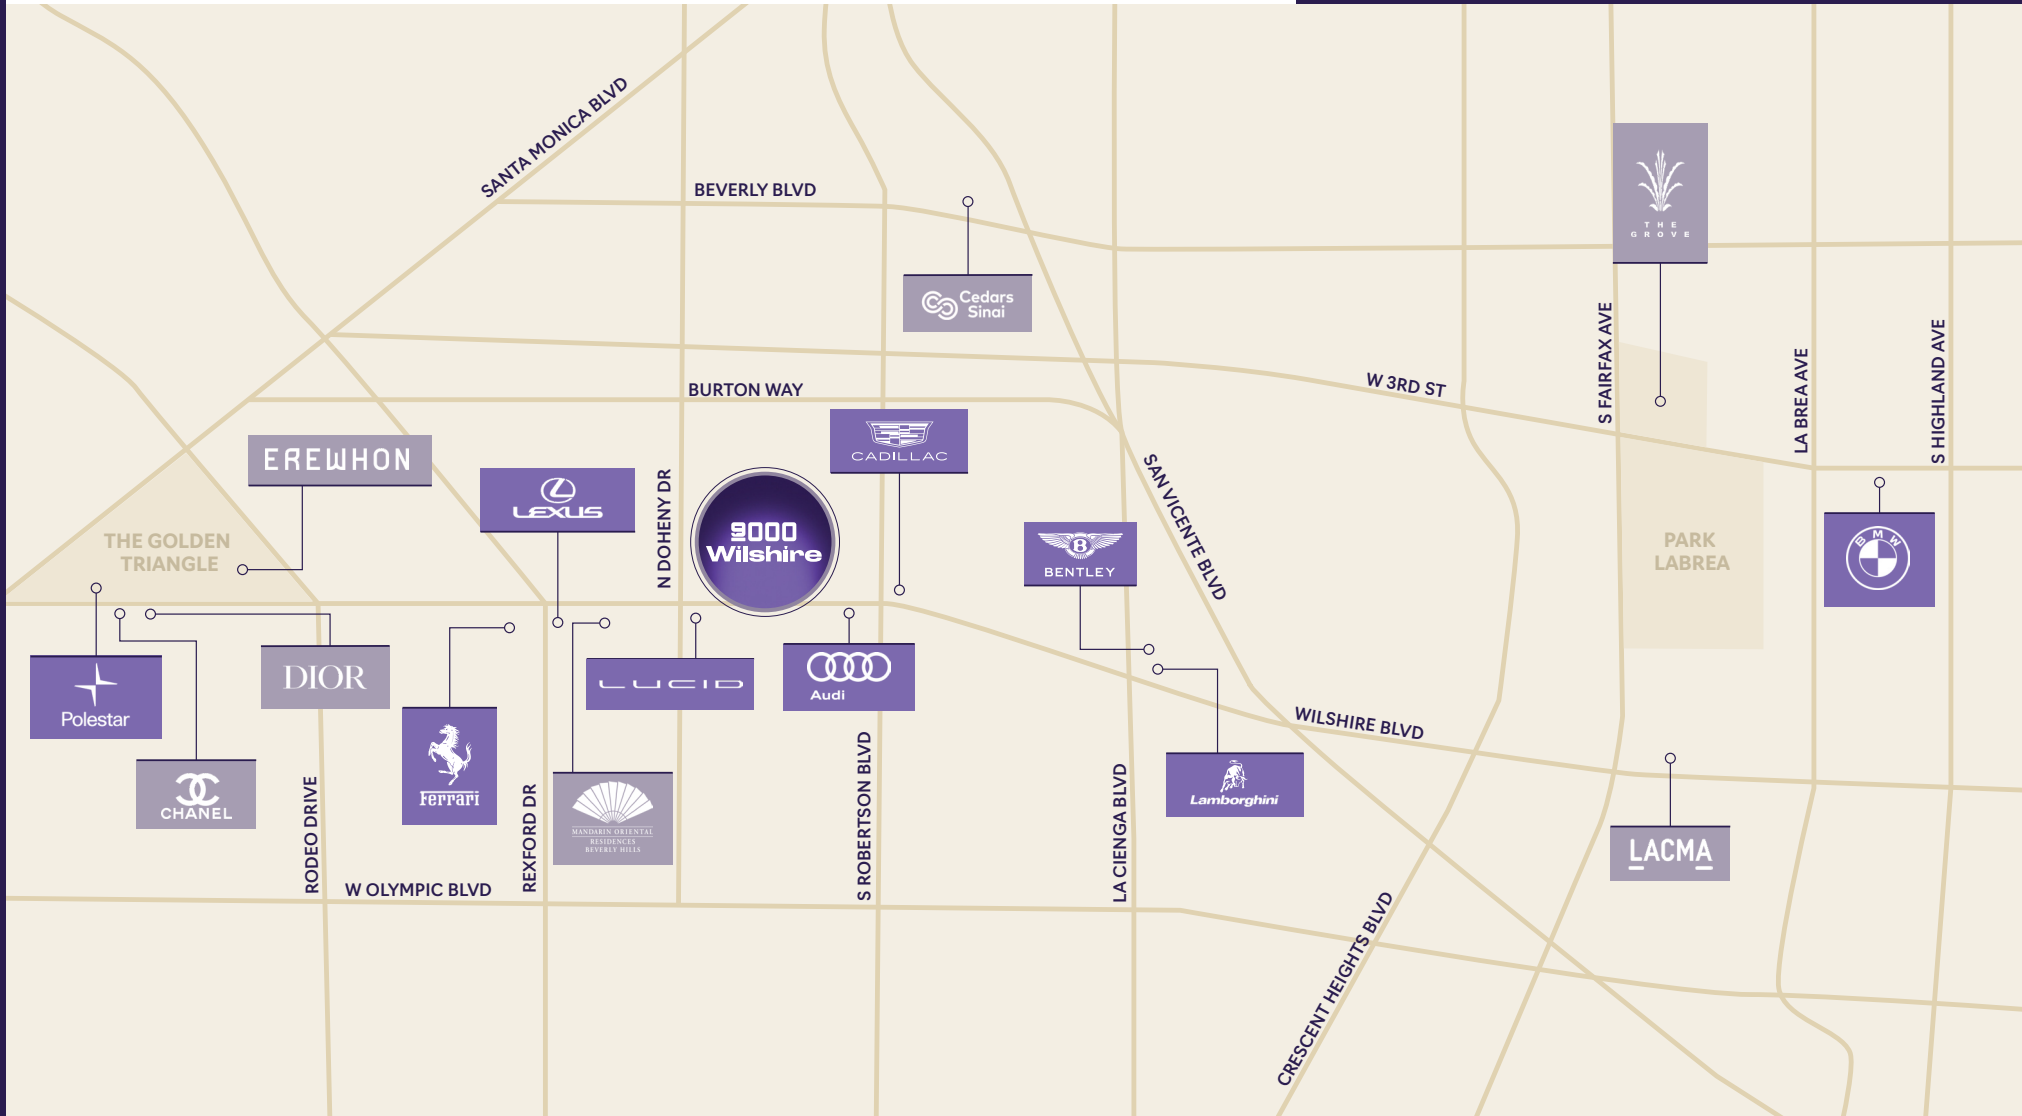 SANTA MONICA BLVD
BEVERLY BLVD
THE
GROVE
Cedars
Sinai
S FAIRFAX AVE
LA BREA AVE
S HIGHLAND AVE
W 3RD ST
BURTON WAY
CADILLAC
EREWHON
LEXUS
N DOHENY DR
9000
Wilshire
SAN VICENTE BLVD
B
BENTLEY
THE GOLDEN
TRIANGLE
PARK
LABREA
BMW
Polestar
DIOR
LUCID
Audi
CHANEL
Ferrari
MANDARIN ORIENTAL
RESIDENCES
BEVERLY HILLS
WILSHIRE BLVD
Lamborghini
LACMA
RODEO DRIVE
REXFORD DR
S ROBERTSON BLVD
LA CIENGA BLVD
W OLYMPIC BLVD
CRESCENT HEIGHTS BLVD